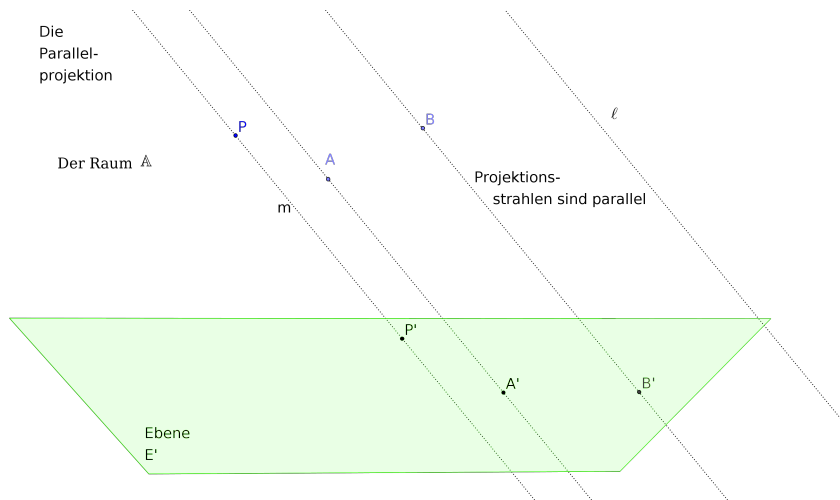 Die
Parallel-
projektion
ℓ
P
B
Der Raum 𝔸
A
Projektions-
strahlen sind parallel
m
P'
A'
B'
Ebene
E'